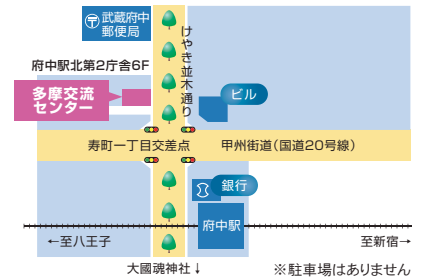 武蔵府中
郵便局
けやき並木通り
府中駅北第2庁舎6F
多摩交流
センター
ビル
寿町一丁目交差点
甲州街道(国道20号線)
銀行
府中駅
←至八王子
至新宿→
大國魂神社↓
※駐車場はありません